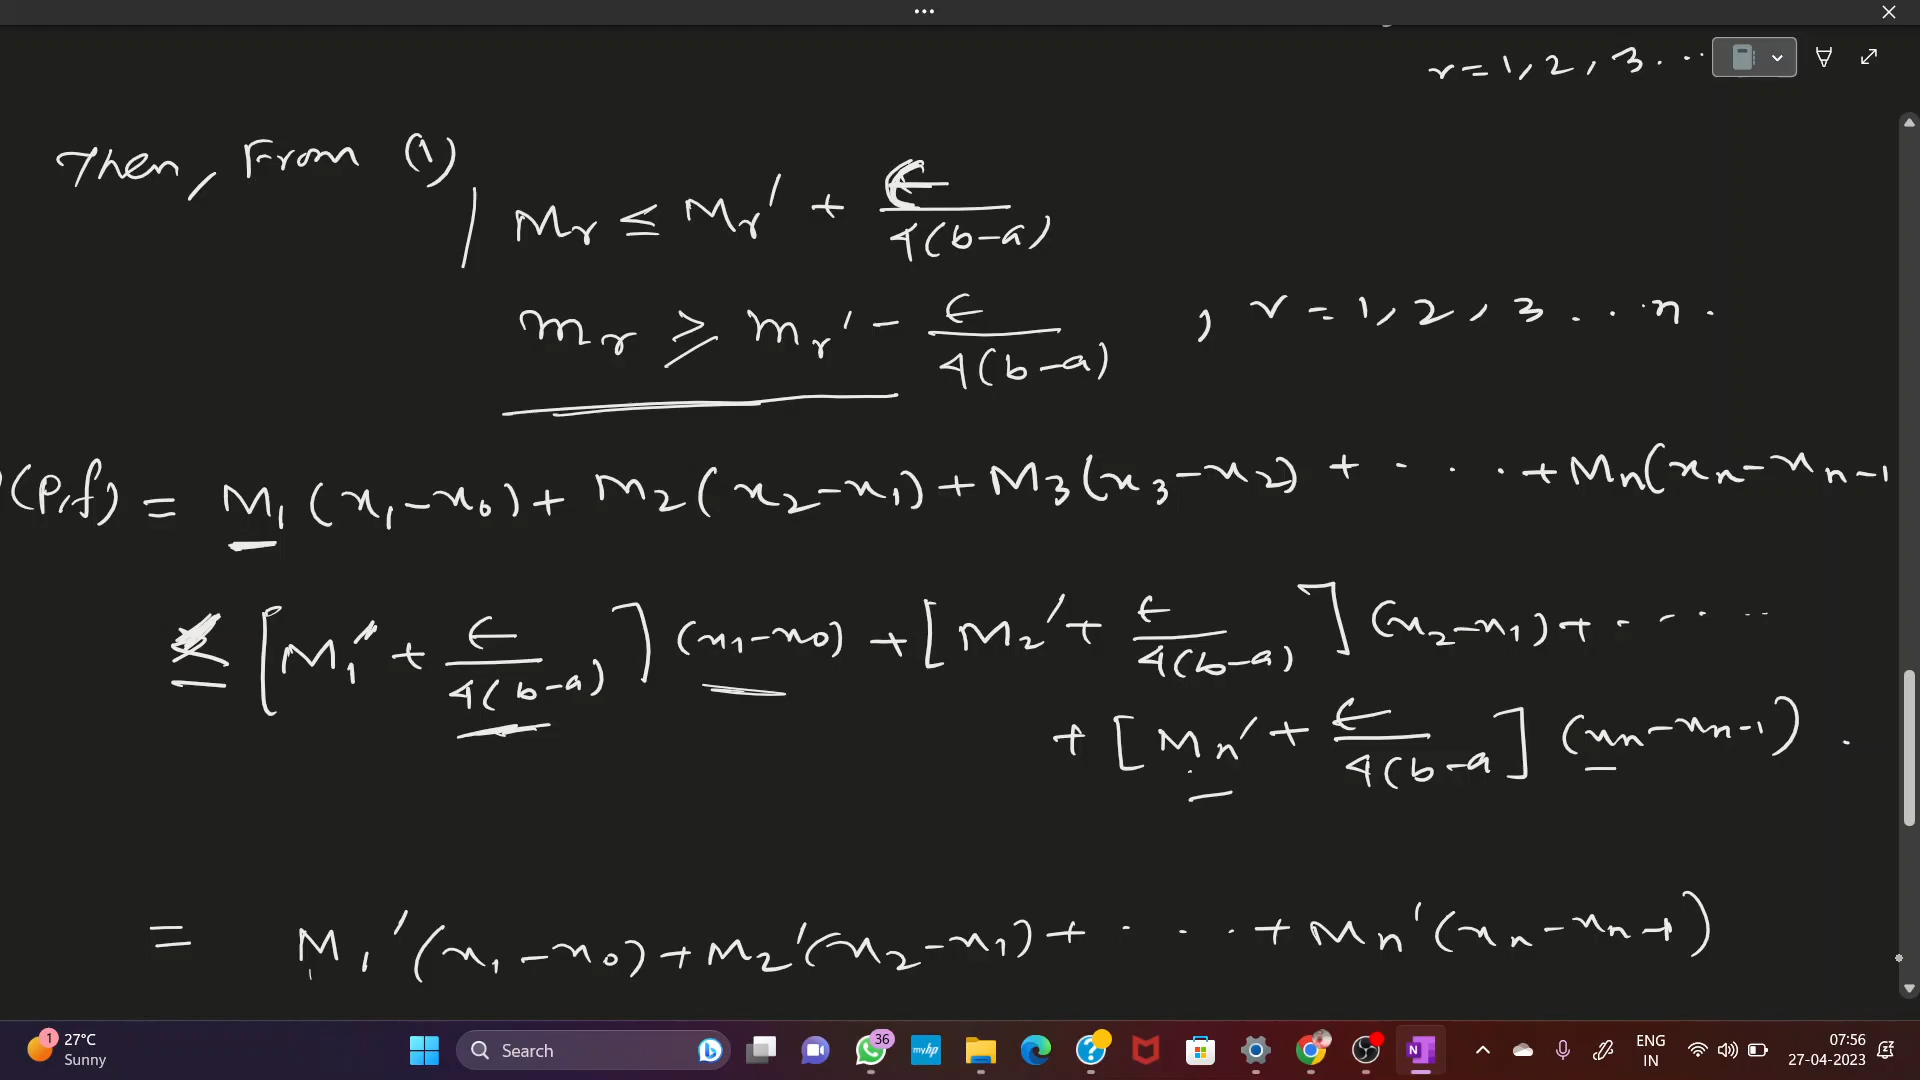 r = 1, 2, 3 . . .
Then, From (1)
Mr ≤ Mr' + ϵ/4(b-a)
mr ≥ mr' - ϵ/4(b-a) , r = 1, 2, 3 . . . n.
(P,f) = M₁(x₁-x₀) + M₂(x₂-x₁) + M₃(x₃-x₂) + . . . + Mn(xn-xn-1
≤ [M₁' + ϵ/4(b-a)] (x₁-x₀) + [M₂' + ϵ/4(b-a)] (x₂-x₁) + . . . .
+ [Mn' + ϵ/4(b-a] (xn-xn-1) .
= M₁'(x₁-x₀) + M₂'(x₂-x₁) + . . . + Mn'(xn-xn-1)
1 27°C
Sunny
Search
36
myhp
N
ENG
IN
07:56
27-04-2023